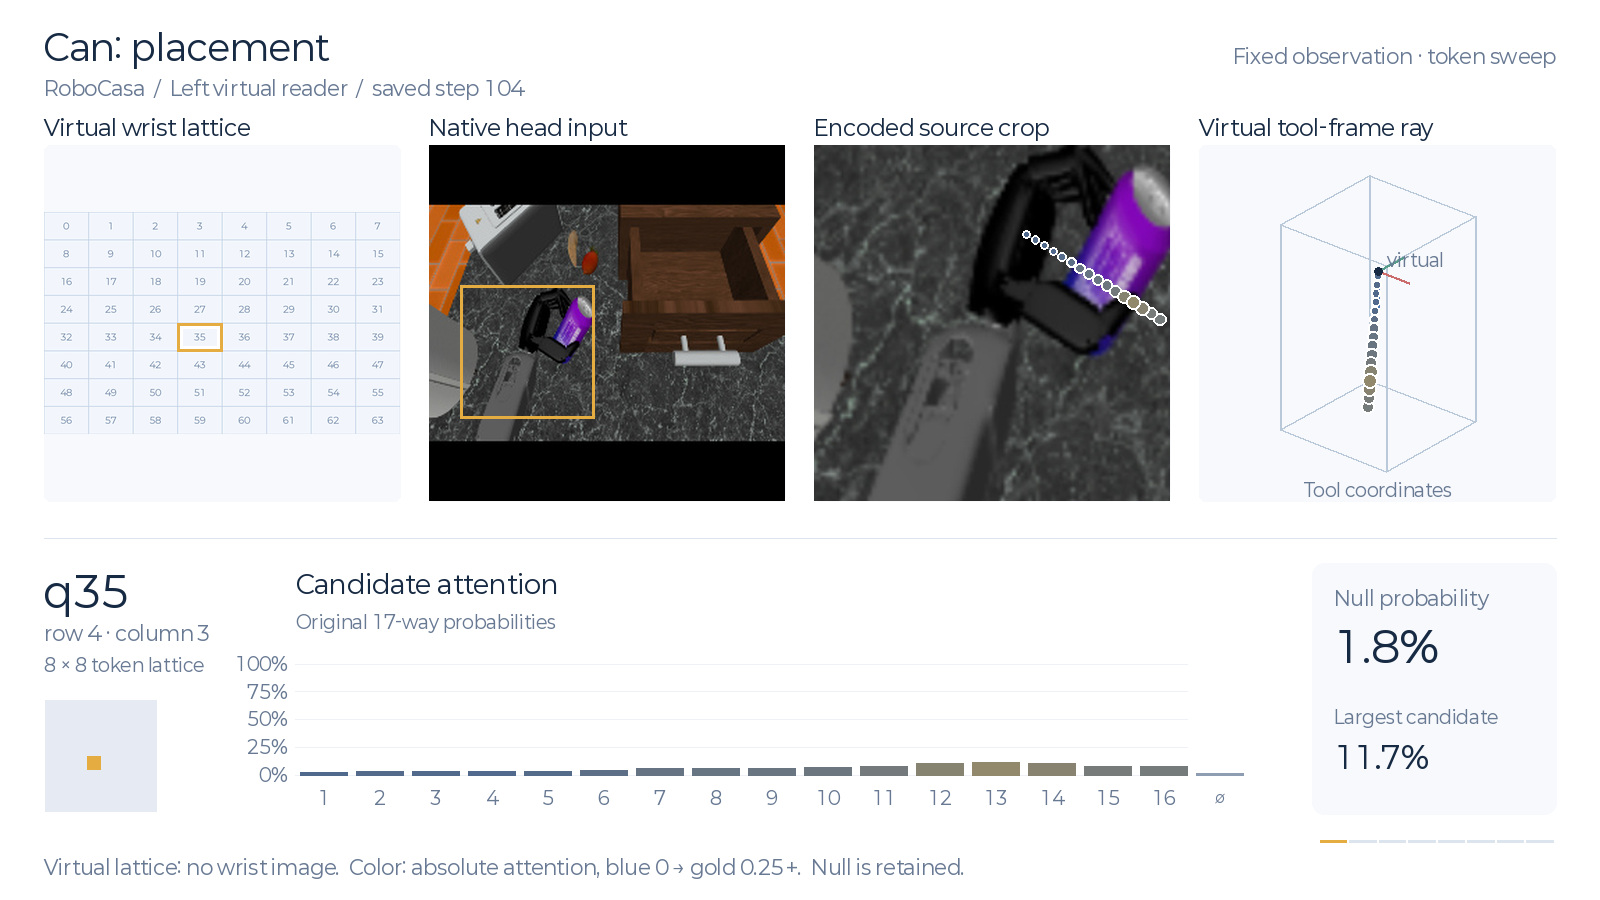 Can: placement
RoboCasa / Left virtual reader / saved step 104
Fixed observation · token sweep
Virtual wrist lattice
Native head input
Encoded source crop
Virtual tool-frame ray
0 1 2 3 4 5 6 7
8 9 10 11 12 13 14 15
16 17 18 19 20 21 22 23
24 25 26 27 28 29 30 31
32 33 34 35 36 37 38 39
40 41 42 43 44 45 46 47
48 49 50 51 52 53 54 55
56 57 58 59 60 61 62 63
virtual
Tool coordinates
q35
row 4 · column 3
8 × 8 token lattice
Candidate attention
Original 17-way probabilities
100%
75%
50%
25%
0%
1 2 3 4 5 6 7 8 9 10 11 12 13 14 15 16 ø
Null probability
1.8%
Largest candidate
11.7%
Virtual lattice: no wrist image. Color: absolute attention, blue 0 → gold 0.25+. Null is retained.